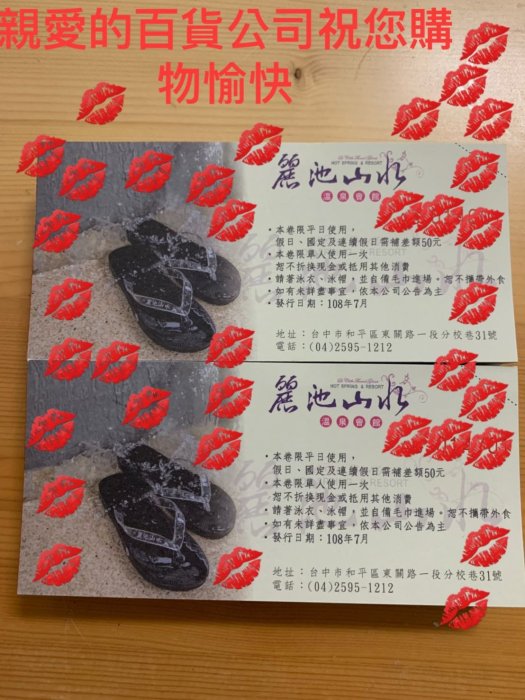 親愛的百貨公司祝您購
物愉快
麗池山水
HOT SPRING & RESORT
溫泉會館
・本卷限平日使用，
假日、國定及連續假日需補差額50元
・本卷限單人使用一次
恕不折換現金或抵用其他消費
・請著泳衣、泳帽，並自備毛巾進場。恕不攜帶外食
・如有未詳盡事宜，依本公司公告為主
・發行日期：108年7月
地址：台中市和平區東關路一段分校巷31號
電話：(04)2595-1212
麗池山水
HOT SPRING & RESORT
溫泉會館
・本卷限平日使用，
假日、國定及連續假日需補差額50元
・本卷限單人使用一次
恕不折換現金或抵用其他消費
・請著泳衣、泳帽，並自備毛巾進場。恕不攜帶外食
・如有未詳盡事宜，依本公司公告為主
・發行日期：108年7月
地址：台中市和平區東關路一段分校巷31號
電話：(04)2595-1212